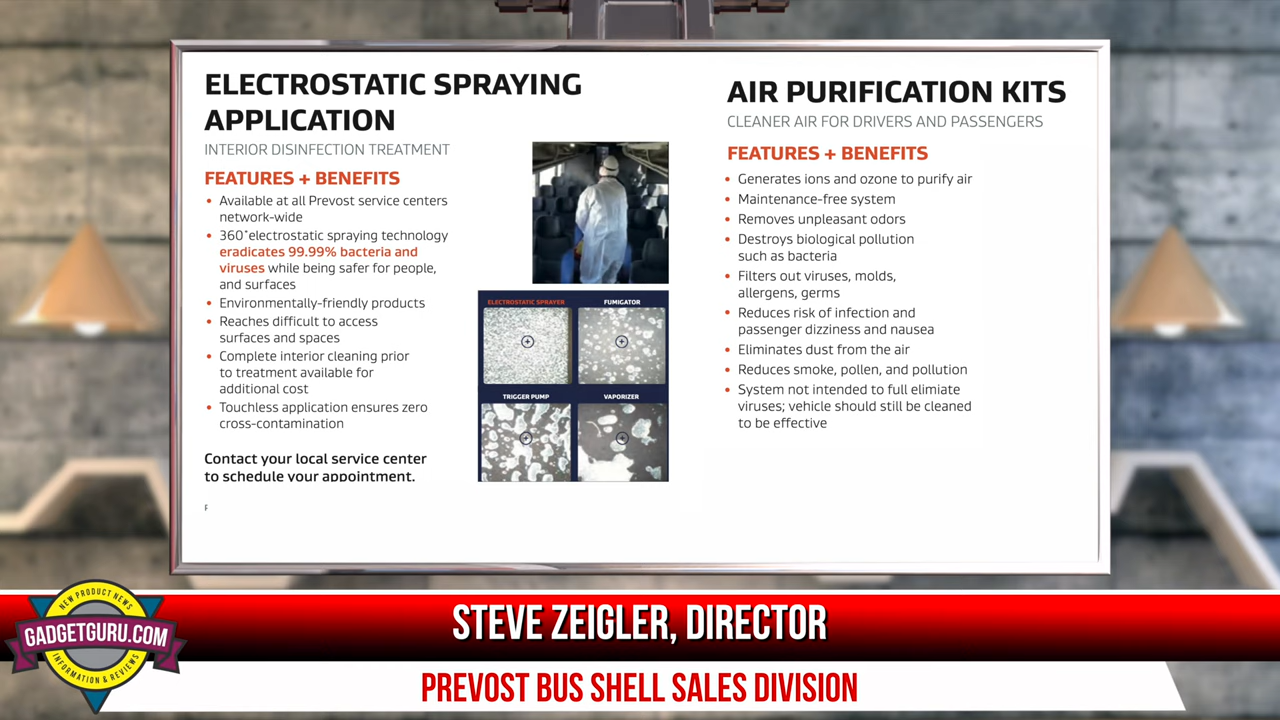 ELECTROSTATIC SPRAYING
APPLICATION
INTERIOR DISINFECTION TREATMENT
FEATURES + BENEFITS
• Available at all Prevost service centers
network-wide
• 360˚electrostatic spraying technology
eradicates 99.99% bacteria and
viruses while being safer for people,
and surfaces
• Environmentally-friendly products
• Reaches difficult to access
surfaces and spaces
• Complete interior cleaning prior
to treatment available for
additional cost
• Touchless application ensures zero
cross-contamination
Contact your local service center
to schedule your appointment.
ELECTROSTATIC SPRAYER
FUMIGATOR
TRIGGER PUMP
VAPORIZER
AIR PURIFICATION KITS
CLEANER AIR FOR DRIVERS AND PASSENGERS
FEATURES + BENEFITS
• Generates ions and ozone to purify air
• Maintenance-free system
• Removes unpleasant odors
• Destroys biological pollution
such as bacteria
• Filters out viruses, molds,
allergens, germs
• Reduces risk of infection and
passenger dizziness and nausea
• Eliminates dust from the air
• Reduces smoke, pollen, and pollution
• System not intended to full elimiate
viruses; vehicle should still be cleaned
to be effective
NEW PRODUCT NEWS
GADGETGURU.COM
INFORMATION & REVIEWS
STEVE ZEIGLER, DIRECTOR
PREVOST BUS SHELL SALES DIVISION